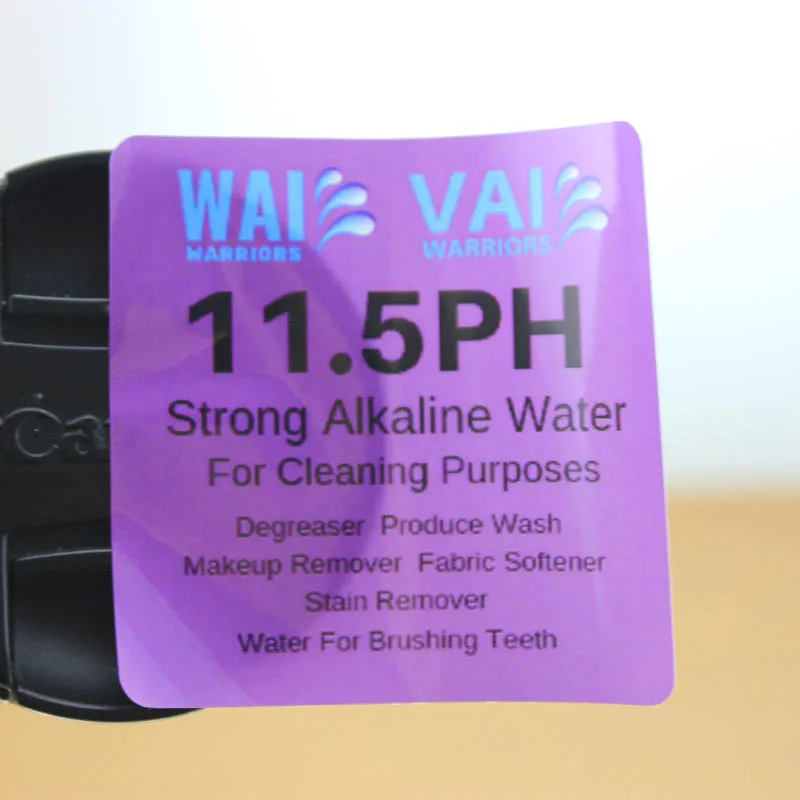 WAI VAI
WARRIORS WARRIORS
11.5PH
Strong Alkaline Water
For Cleaning Purposes
Degreaser Produce Wash
Makeup Remover Fabric Softener
Stain Remover
Water For Brushing Teeth